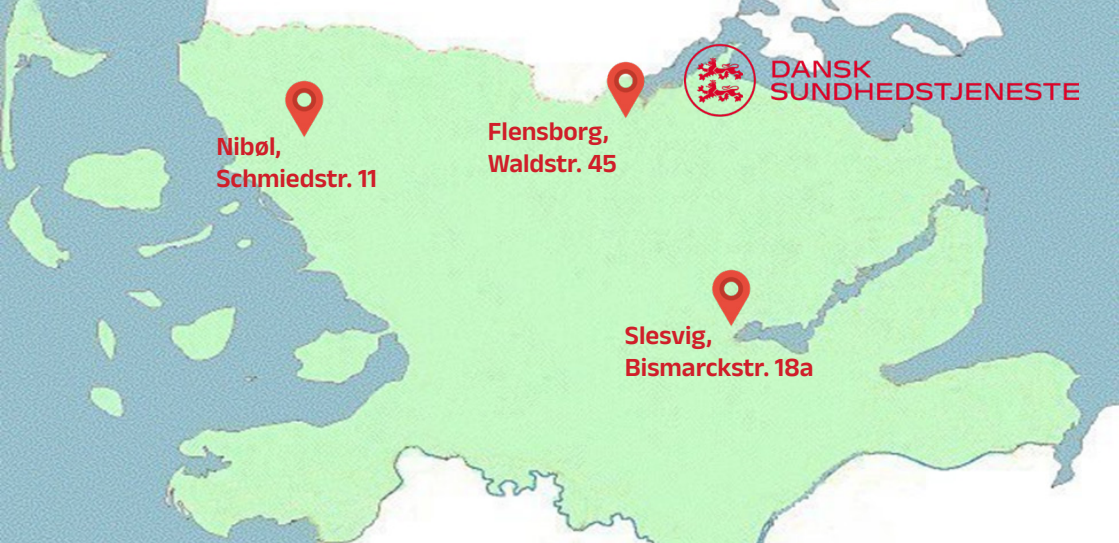 DANSK
SUNDHEDSTJENESTE
Nibøl,
Schmiedstr. 11
Flensborg,
Waldstr. 45
Slesvig,
Bismarckstr. 18a